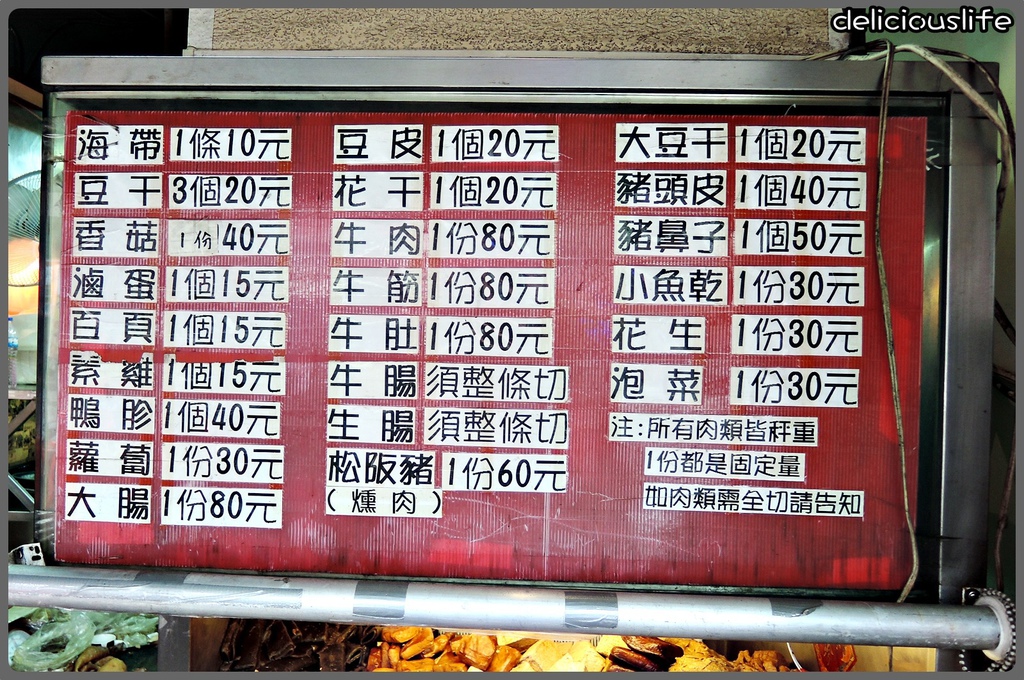 deliciouslife
海帶 1條10元
豆干 3個20元
香菇 1份40元
滷蛋 1個15元
百頁 1個15元
素雞 1個15元
鴨胗 1個40元
蘿蔔 1份30元
大腸 1份80元
豆皮 1個20元
花干 1個20元
牛肉 1份80元
牛筋 1份80元
牛肚 1份80元
牛腸 須整條切
生腸 須整條切
松阪豬 1份60元
(燻肉)
大豆干 1個20元
豬頭皮 1個40元
豬鼻子 1個50元
小魚乾 1份30元
花生 1份30元
泡菜 1份30元
注:所有肉類皆秤重
1份都是固定量
如肉類需全切請告知